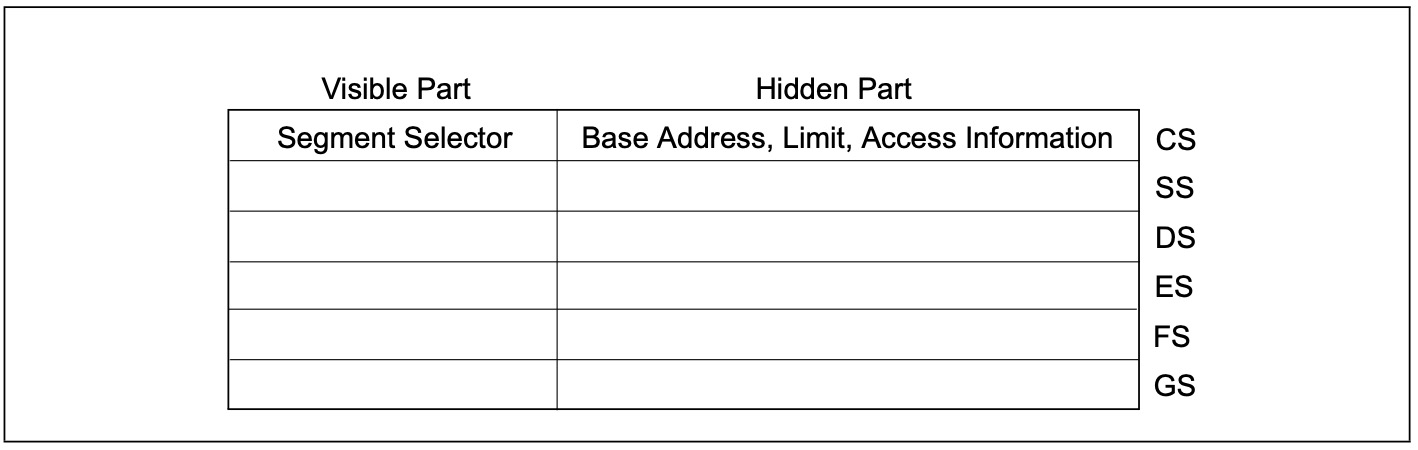 Visible Part Hidden Part
Segment Selector Base Address, Limit, Access Information CS
SS
DS
ES
FS
GS